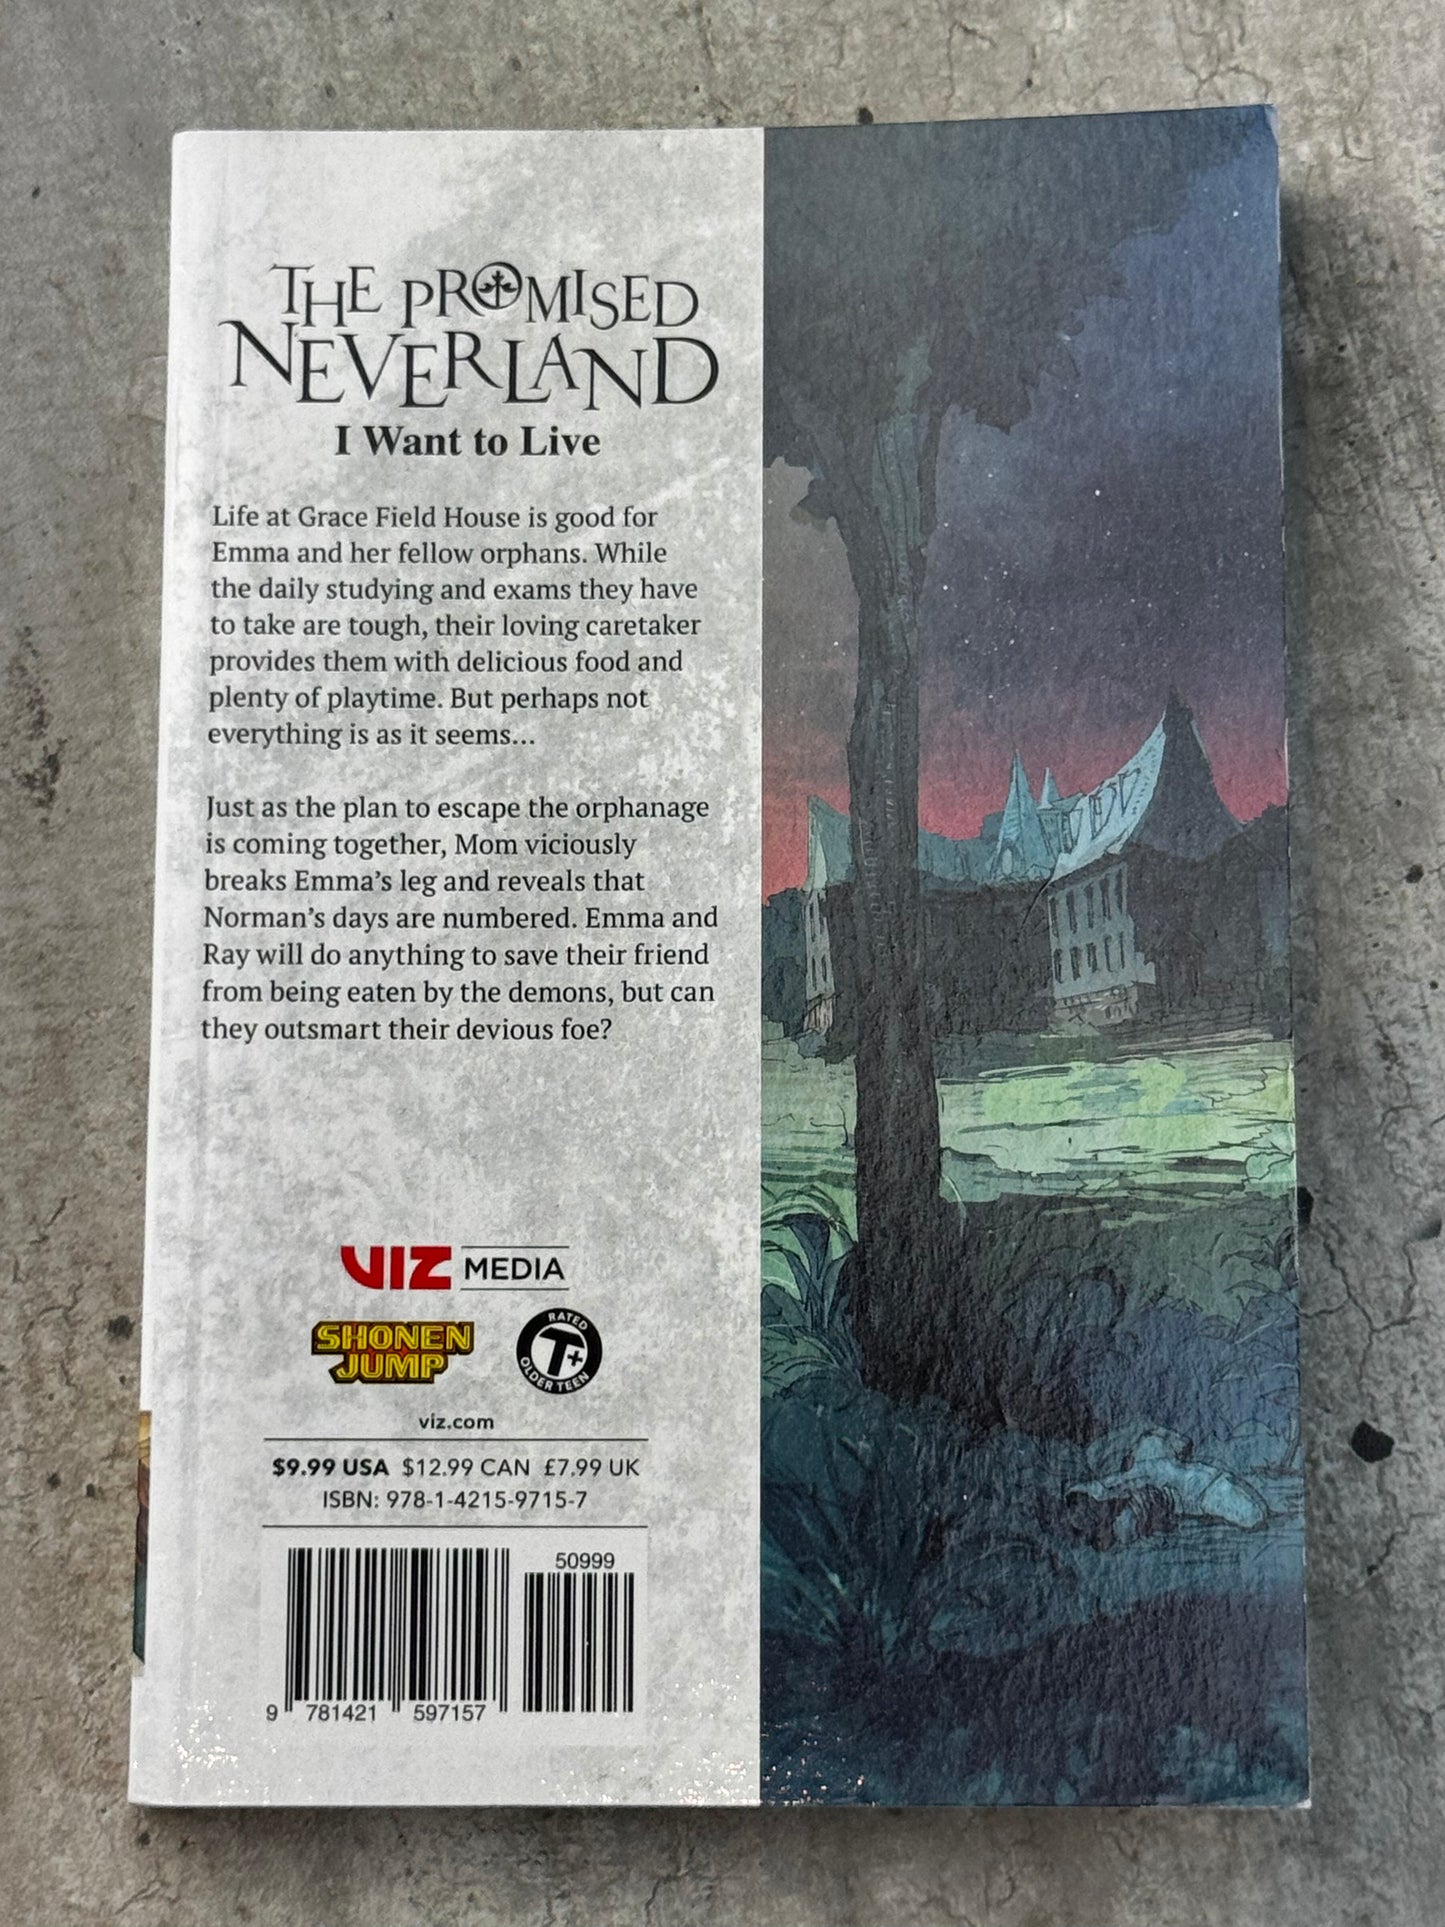 THE PROMISED
NEVERLAND
I Want to Live
Life at Grace Field House is good for
Emma and her fellow orphans. While
the daily studying and exams they have
to take are tough, their loving caretaker
provides them with delicious food and
plenty of playtime. But perhaps not
everything is as it seems...
Just as the plan to escape the orphanage
is coming together, Mom viciously
breaks Emma's leg and reveals that
Norman's days are numbered. Emma and
Ray will do anything to save their friend
from being eaten by the demons, but can
they outsmart their devious foe?
VIZ MEDIA
SHONEN
JUMP
RATED
T+
OLDER TEEN
viz.com
$9.99 USA $12.99 CAN £7.99 UK
ISBN: 978-1-4215-9715-7
50999
9 781421 597157